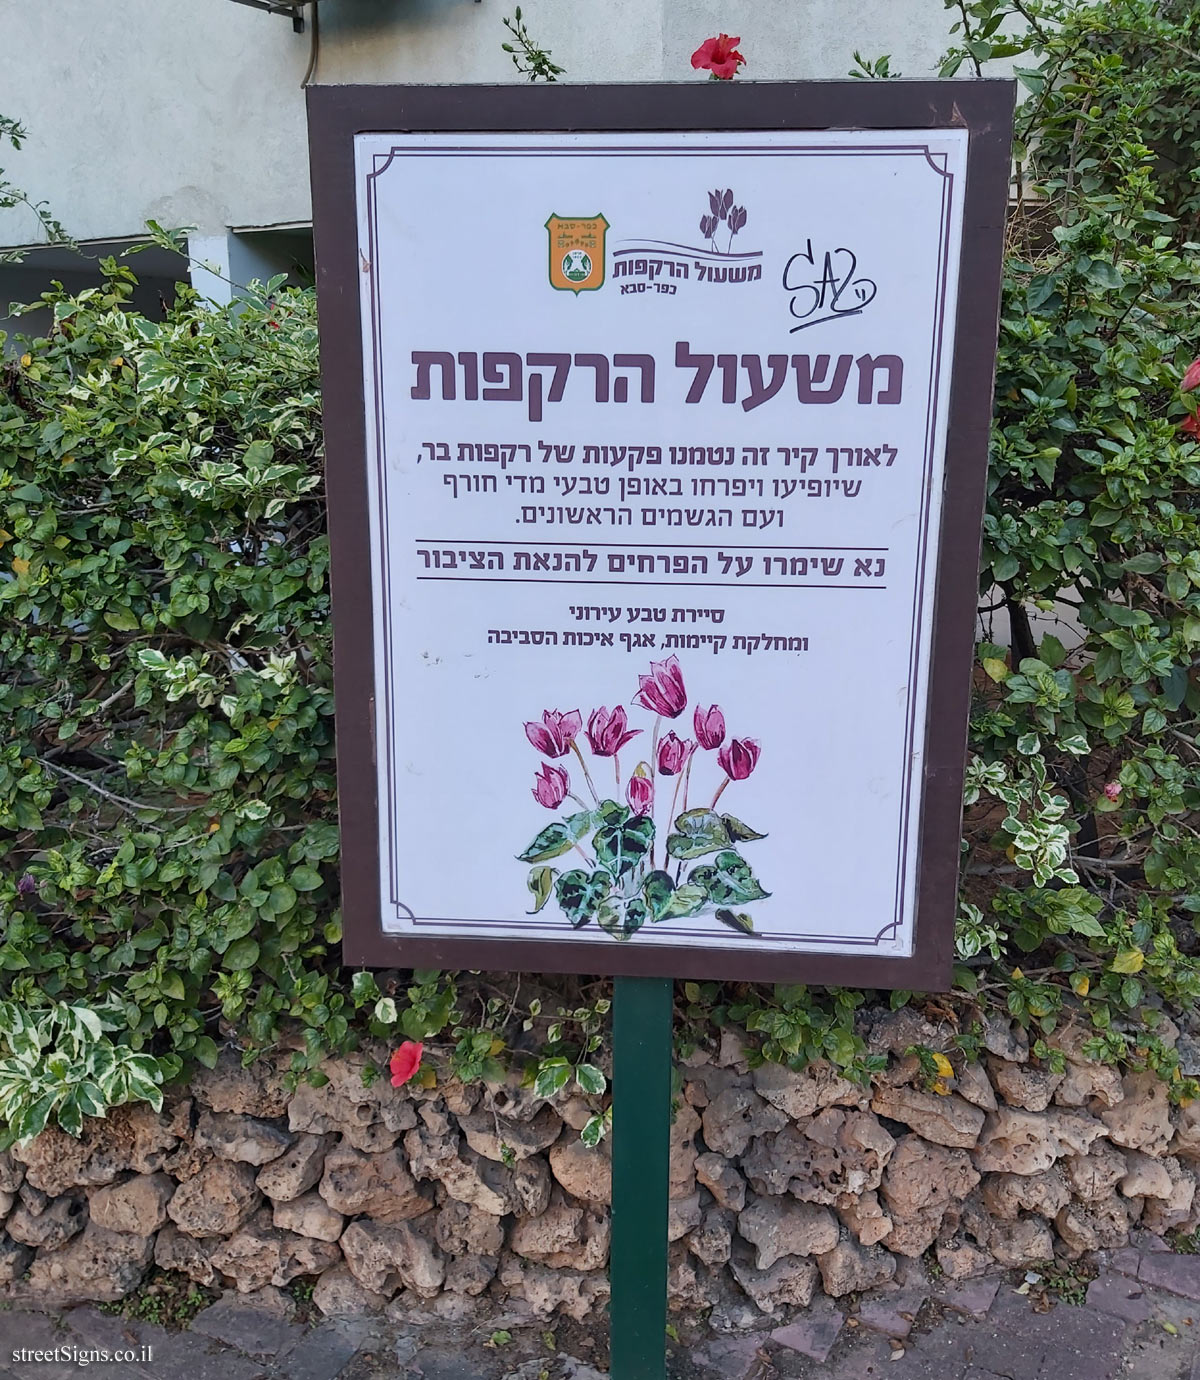 כפר-סבא
משעול הרקפות
כפר-סבא
SAZ
משעול הרקפות
לאורך קיר זה נטמנו פקעות של רקפות בר,
שיופיעו ויפרחו באופן טבעי מדי חורף
ועם הגשמים הראשונים.
נא שימרו על הפרחים להנאת הציבור
סיירת טבע עירוני
ומחלקת קיימות, אגף איכות הסביבה
streetSigns.co.il